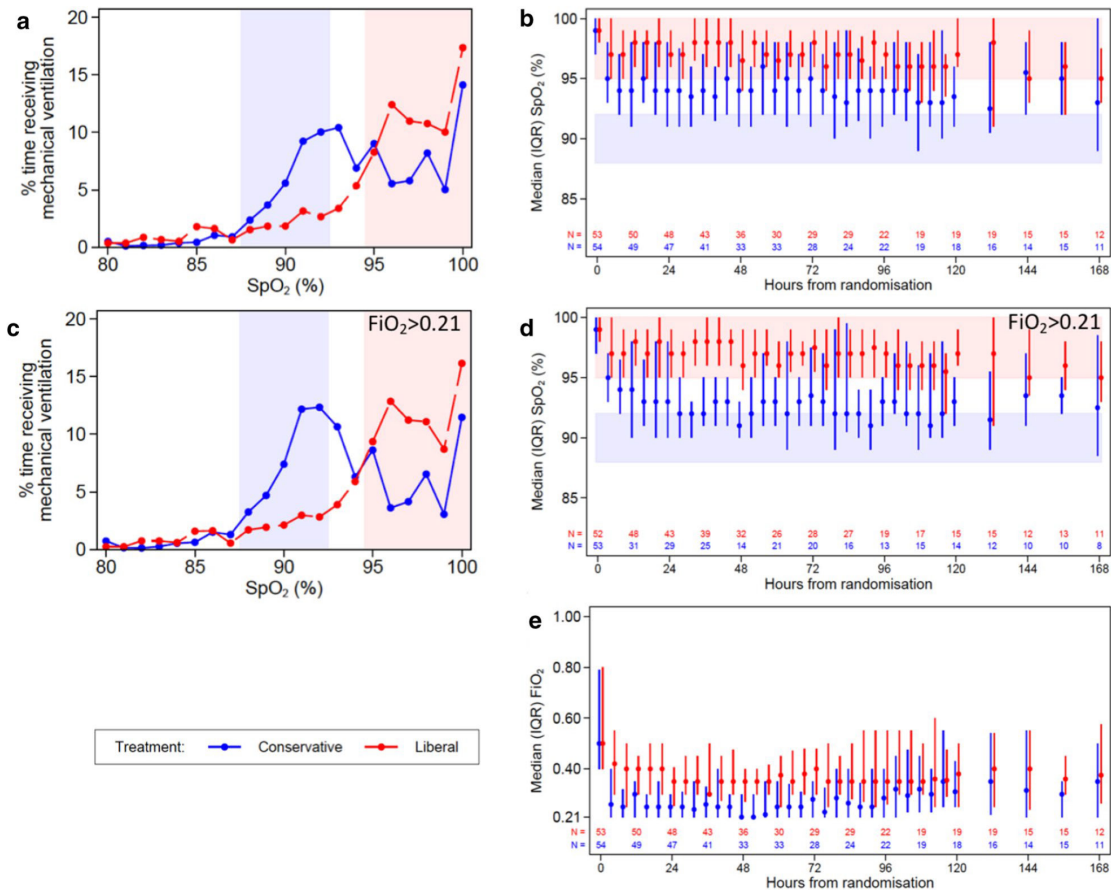 a
20
15
10
5
0
% time receiving
mechanical ventilation
80 85 90 95 100
SpO₂ (%)
b
100
95
90
85
Median (IQR) SpO₂ (%)
N = 53 50 48 43 36 30 29 29 22 19 19 19 15 15 12
N = 54 49 47 41 33 33 28 24 22 19 18 16 14 15 11
0 24 48 72 96 120 144 168
Hours from randomisation
c
FiO₂>0.21
20
15
10
5
0
% time receiving
mechanical ventilation
80 85 90 95 100
SpO₂ (%)
d
FiO₂>0.21
100
95
90
85
Median (IQR) SpO₂ (%)
N = 52 48 43 39 32 26 28 27 19 17 15 15 12 13 11
N = 53 31 29 25 14 21 20 16 13 15 14 12 10 10 8
0 24 48 72 96 120 144 168
Hours from randomisation
e
1.00
0.80
0.60
0.40
0.21
Median (IQR) FiO₂
N = 53 50 48 43 36 30 29 29 22 19 19 19 15 15 12
N = 54 49 47 41 33 33 28 24 22 19 18 16 14 15 11
0 24 48 72 96 120 144 168
Hours from randomisation
Treatment: Conservative Liberal